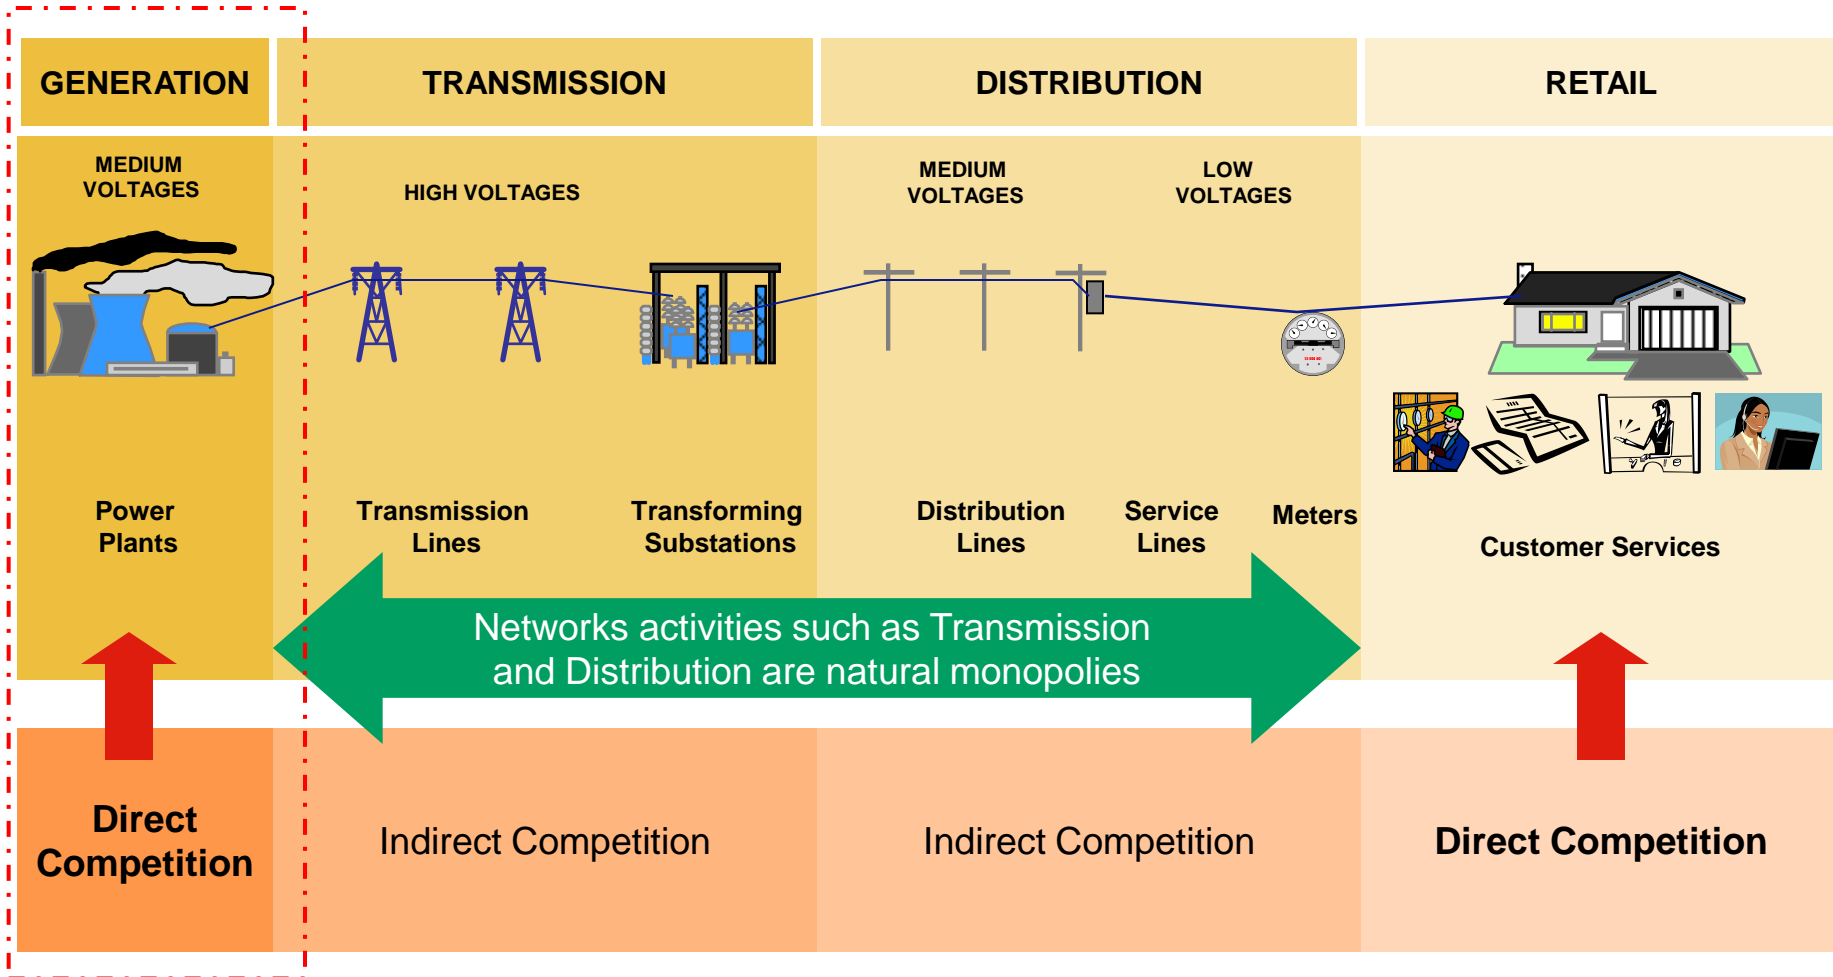 GENERATION
TRANSMISSION
DISTRIBUTION
RETAIL
MEDIUM
VOLTAGES
HIGH VOLTAGES
MEDIUM
VOLTAGES
LOW
VOLTAGES
Power
Plants
Transmission
Lines
Transforming
Substations
Distribution
Lines
Service
Lines
Meters
Customer Services
Networks activities such as Transmission
and Distribution are natural monopolies
Direct
Competition
Indirect Competition
Indirect Competition
Direct Competition